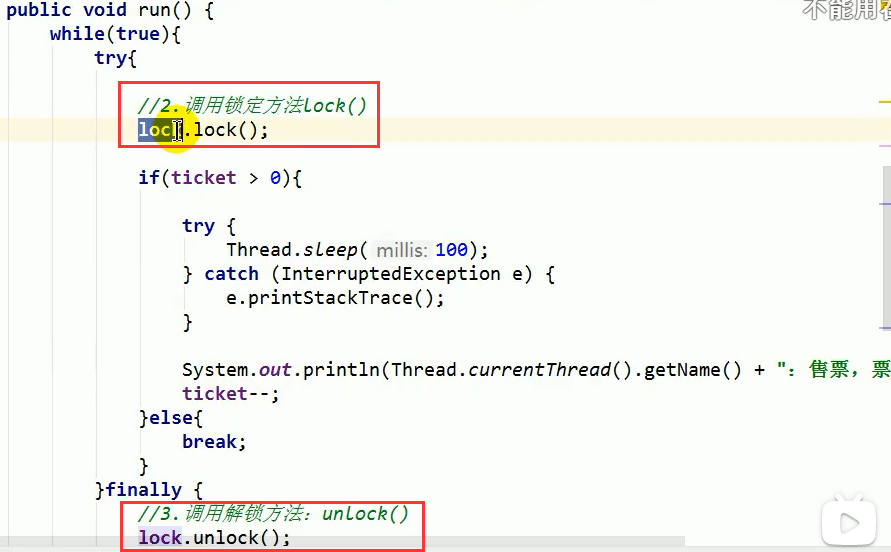 public void run() {
不能用在
while(true){
try{
//2.调用锁定方法lock()
lock.lock();
if(ticket > 0){
try {
Thread.sleep( millis: 100);
} catch (InterruptedException e) {
e.printStackTrace();
}
System.out.println(Thread.currentThread().getName() + ": 售票，票
ticket--;
}else{
break;
}
}finally {
//3.调用解锁方法：unlock()
lock.unlock();